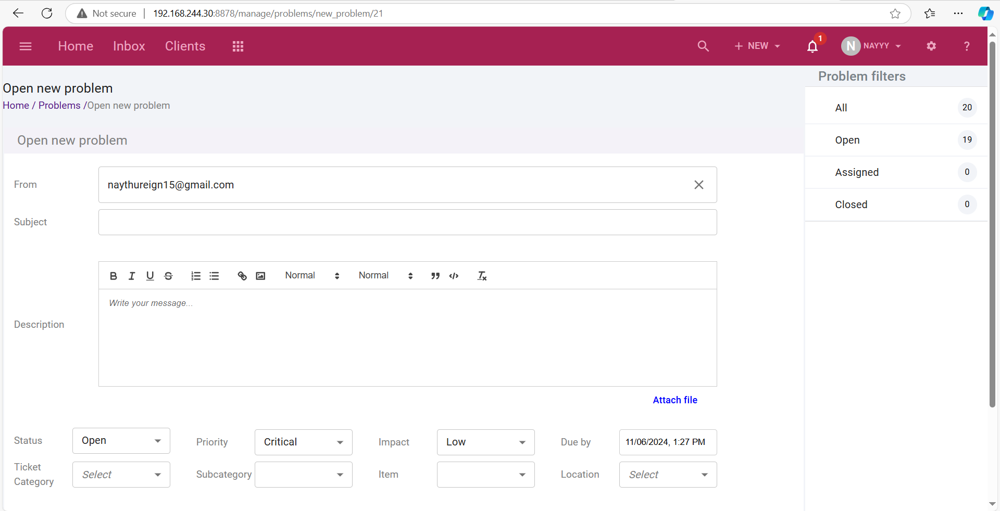 Not secure 192.168.244.30:8878/manage/problems/new_problem/21
Home Inbox Clients NEW 1 N NAYYY ?
Open new problem
Home / Problems /Open new problem
Open new problem
From naythureign15@gmail.com
Subject
B I U S Normal Normal
Description Write your message...
Attach file
Status Open Priority Critical Impact Low Due by 11/06/2024, 1:27 PM
Ticket Category Select Subcategory Item Location Select
Problem filters
All 20
Open 19
Assigned 0
Closed 0